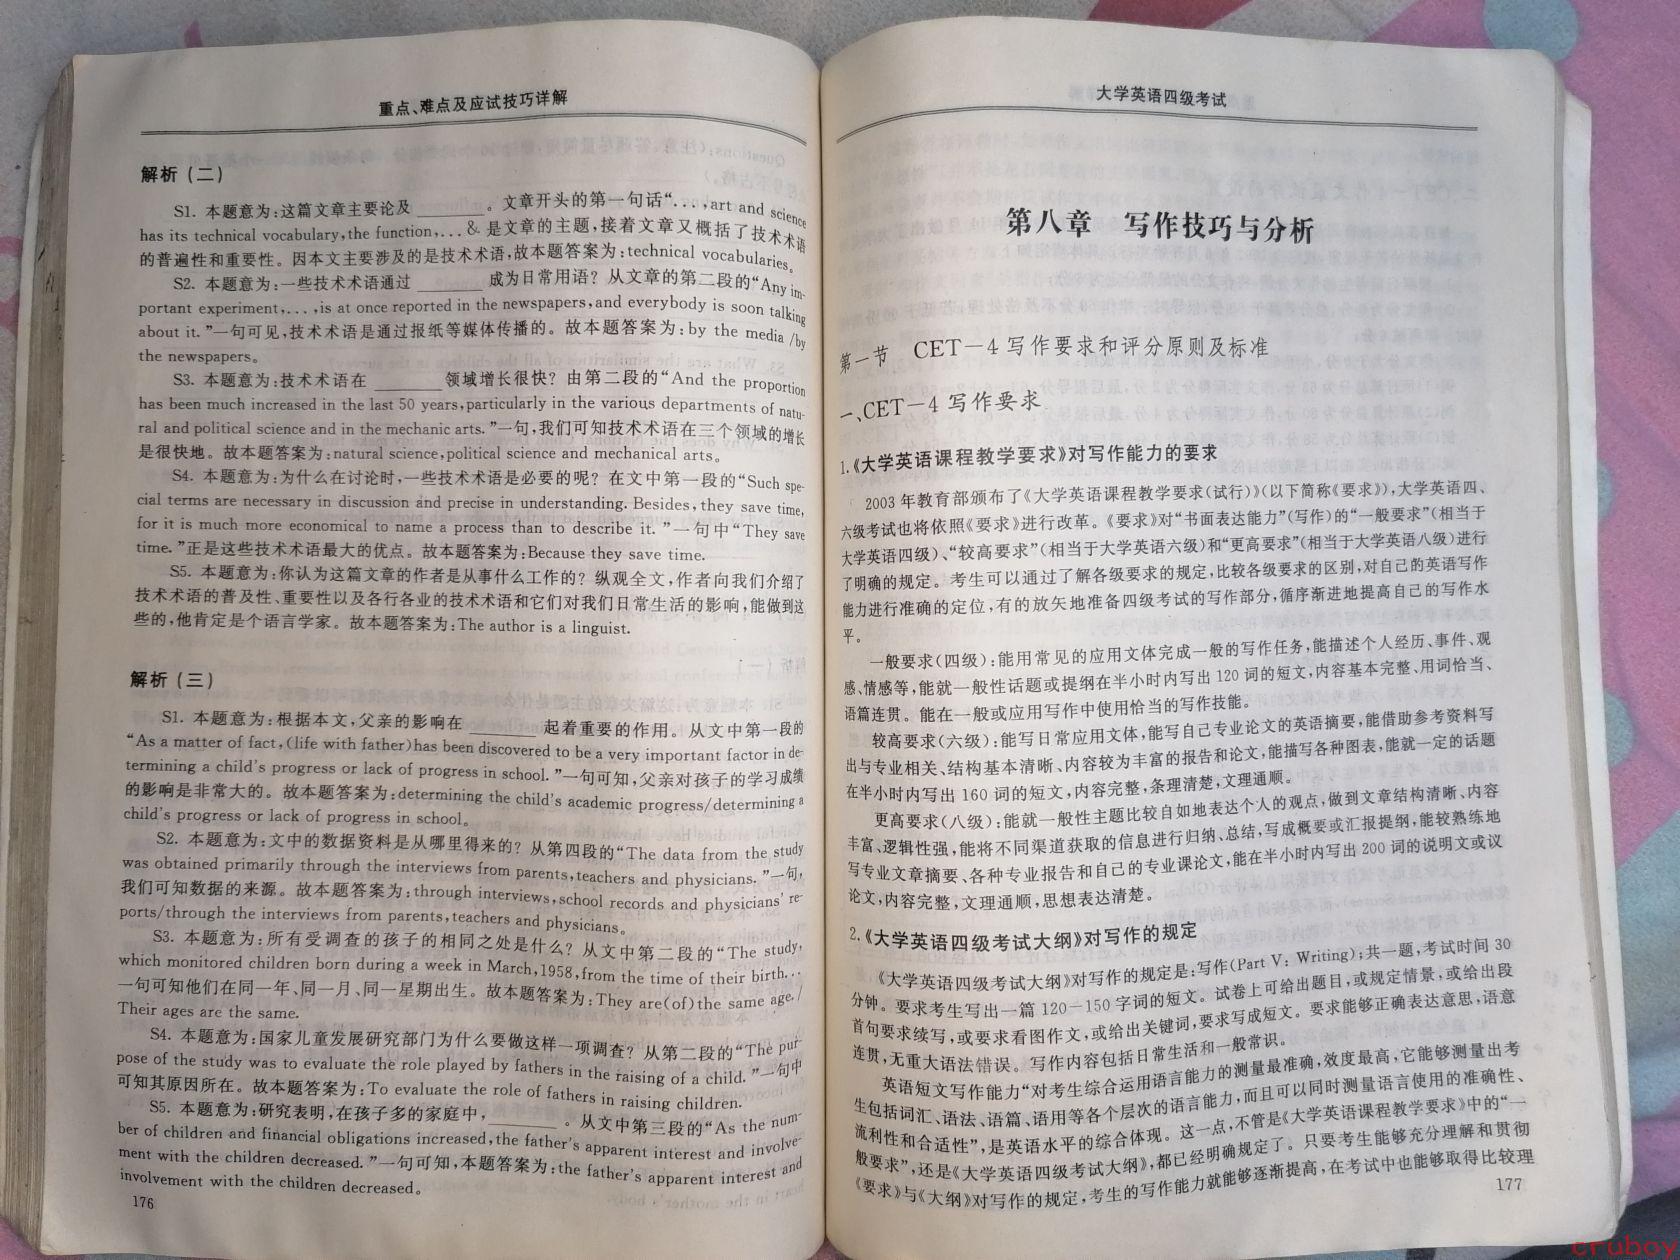 重点、难点及应试技巧详解
解析(二)
S1. 本题意为:这篇文章主要论及 ______ 。文章开头的第一句话“...,art and science
has its technical vocabulary,the function,...& 是文章的主题,接着文章又概括了技术术语
的普遍性和重要性。因本文主要涉及的是技术术语,故本题答案为:technical vocabularies。
S2. 本题意为:一些技术术语通过 ______ 成为日常用语? 从文章的第二段的“Any im-
portant experiment,...,is at once reported in the newspapers,and everybody is soon talking
about it. ”一句可见,技术术语是通过报纸等媒体传播的。故本题答案为:by the media /by
the newspapers。
S3. 本题意为:技术术语在 ______ 领域增长很快? 由第二段的“And the proportion
has been much increased in the last 50 years,particularly in the various departments of natu-
ral and political science and in the mechanic arts. ”一句,我们可知技术术语在三个领域的增长
是很快地。故本题答案为:natural science,political science and mechanical arts。
S4. 本题意为:为什么在讨论时,一些技术术语是必要的呢? 在文中第一段的“Such spe-
cial terms are necessary in discussion and precise in understanding. Besides,they save time,
for it is much more economical to name a process than to describe it. ”一句中“They save
time. ”正是这些技术术语最大的优点。故本题答案为:Because they save time.
S5. 本题意为:你认为这篇文章的作者是从事什么工作的? 纵观全文,作者向我们介绍了
技术术语的普及性、重要性以及各行各业的技术术语和它们对我们日常生活的影响,能做到这
些的,他肯定是个语言学家。故本题答案为:The author is a linguist.
解析(三)
S1. 本题意为:根据本文,父亲的影响在 ______ 起着重要的作用。从文中第一段的
“As a matter of fact,(life with father)has been discovered to be a very important factor in de-
termining a child's progress or lack of progress in school. ”一句可知,父亲对孩子的学习成绩
的影响是非常大的。故本题答案为:determining the child's academic progress/determining a
child's progress or lack of progress in school。
S2. 本题意为:文中的数据资料是从哪里得来的? 从第四段的“The data from the study
was obtained primarily through the interviews from parents,teachers and physicians. ”一句,
我们可知数据的来源。故本题答案为:through interviews,school records and physicians' re-
ports/through the interviews from parents,teachers and physicians。
S3. 本题意为:所有受调查的孩子的相同之处是什么? 从文中第二段的“The study,
which monitored children born during a week in March,1958,from the time of their birth...
一句可知他们在同一年、同一月、同一星期出生。故本题答案为:They are(of)the same age. /
Their ages are the same.
S4. 本题意为:国家儿童发展研究部门为什么要做这样一项调查? 从第二段的“The pur-
pose of the study was to evaluate the role played by fathers in the raising of a child. ”一句中
可知其原因所在。故本题答案为:To evaluate the role of fathers in raising children.
S5. 本题意为:研究表明,在孩子多的家庭中,______ 。从文中第三段的“As the num-
ber of children and financial obligations increased,the father's apparent interest and involve-
ment with the children decreased. ”一句可知,本题答案为:the father's apparent interest and
involvement with the children decreased。
176
大学英语四级考试
第八章 写作技巧与分析
第一节 CET-4写作要求和评分原则及标准
一、CET-4写作要求
1.《大学英语课程教学要求》对写作能力的要求
2003年教育部颁布了《大学英语课程教学要求(试行)》(以下简称《要求》),大学英语四、
六级考试也将依照《要求》进行改革。《要求》对“书面表达能力”(写作)的“一般要求”(相当于
大学英语四级)、“较高要求”(相当于大学英语六级)和“更高要求”(相当于大学英语八级)进行
了明确的规定。考生可以通过了解各级要求的规定,比较各级要求的区别,对自己的英语写作
能力进行准确的定位,有的放矢地准备四级考试的写作部分,循序渐进地提高自己的写作水
平。
一般要求(四级):能用常见的应用文体完成一般的写作任务,能描述个人经历、事件、观
感、情感等,能就一般性话题或提纲在半小时内写出120词的短文,内容基本完整、用词恰当、
语篇连贯。能在一般或应用写作中使用恰当的写作技能。
较高要求(六级):能写日常应用文体,能写自己专业论文的英语摘要,能借助参考资料写
出与专业相关、结构基本清晰、内容较为丰富的报告和论文,能描写各种图表,能就一定的话题
在半小时内写出160词的短文,内容完整,条理清楚,文理通顺。
更高要求(八级):能就一般性主题比较自如地表达个人的观点,做到文章结构清晰、内容
丰富、逻辑性强,能将不同渠道获取的信息进行归纳、总结,写成概要或汇报提纲,能较熟练地
写专业文章摘要、各种专业报告和自己的专业课论文,能在半小时内写出200词的说明文或议
论文,内容完整,文理通顺,思想表达清楚。
2.《大学英语四级考试大纲》对写作的规定
《大学英语四级考试大纲》对写作的规定是:写作(Part V: Writing);共一题,考试时间30
分钟。要求考生写出一篇120-150字词的短文。试卷上可给出题目,或规定情景,或给出段
首句要求续写,或要求看图作文,或给出关键词,要求写成短文。要求能够正确表达意思,语意
连贯,无重大语法错误。写作内容包括日常生活和一般常识。
英语短文写作能力“对考生综合运用语言能力的测量最准确,效度最高,它能够测量出考
生包括词汇、语法、语篇、语用等各个层次的语言能力,而且可以同时测量语言使用的准确性、
流利性和合适性”,是英语水平的综合体现。这一点,不管是《大学英语课程教学要求》中的“一
般要求”,还是《大学英语四级考试大纲》,都已经明确规定了。只要考生能够充分理解和贯彻
《要求》与《大纲》对写作的规定,考生的写作能力就能够逐渐提高,在考试中也能够取得比较理
177
cruboy